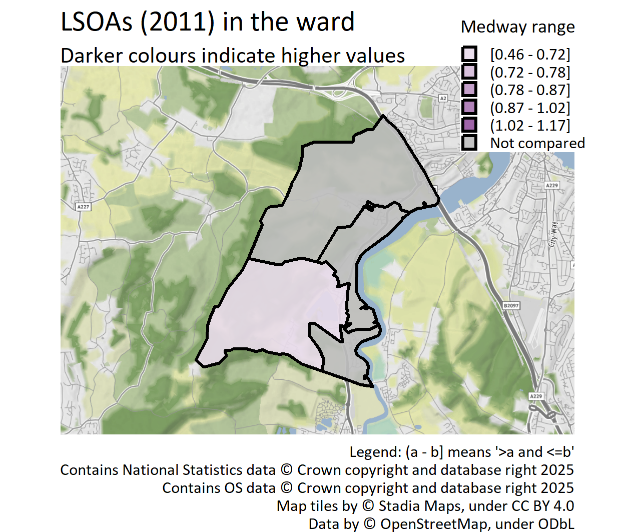 LSOAs (2011) in the ward
Darker colours indicate higher values
Medway range
[0.46 - 0.72]
(0.72 - 0.78]
(0.78 - 0.87]
(0.87 - 1.02]
(1.02 - 1.17]
Not compared
A2
A229
A227
City Way
B2097
A229
Legend: (a - b] means '>a and <=b'
Contains National Statistics data © Crown copyright and database right 2025
Contains OS data © Crown copyright and database right 2025
Map tiles by © Stadia Maps, under CC BY 4.0
Data by © OpenStreetMap, under ODbL